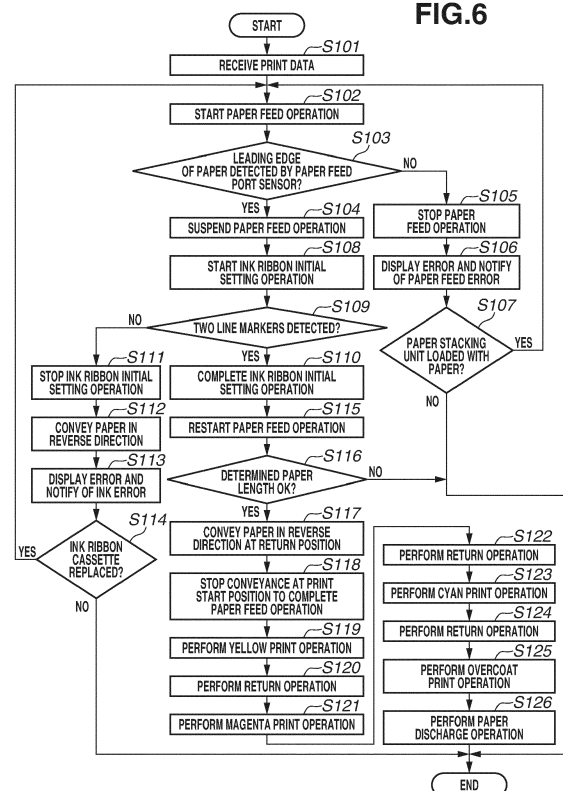 FIG.6
START
S101
RECEIVE PRINT DATA
S102
START PAPER FEED OPERATION
S103
LEADING EDGE
OF PAPER DETECTED BY PAPER FEED
PORT SENSOR?
NO
YES
S104
SUSPEND PAPER FEED OPERATION
S105
STOP PAPER
FEED OPERATION
S106
DISPLAY ERROR AND NOTIFY
OF PAPER FEED ERROR
S107
PAPER STACKING
UNIT LOADED WITH
PAPER?
YES
NO
S108
START INK RIBBON INITIAL
SETTING OPERATION
S109
TWO LINE MARKERS DETECTED?
NO
YES
S110
COMPLETE INK RIBBON INITIAL
SETTING OPERATION
S111
STOP INK RIBBON INITIAL
SETTING OPERATION
S112
CONVEY PAPER IN
REVERSE DIRECTION
S113
DISPLAY ERROR AND
NOTIFY OF INK ERROR
S114
INK RIBBON
CASSETTE
REPLACED?
YES
NO
S115
RESTART PAPER FEED OPERATION
S116
DETERMINED PAPER
LENGTH OK?
NO
YES
S117
CONVEY PAPER IN REVERSE
DIRECTION AT RETURN POSITION
S118
STOP CONVEYANCE AT PRINT
START POSITION TO COMPLETE
PAPER FEED OPERATION
S119
PERFORM YELLOW PRINT OPERATION
S120
PERFORM RETURN OPERATION
S121
PERFORM MAGENTA PRINT OPERATION
S122
PERFORM RETURN OPERATION
S123
PERFORM CYAN PRINT OPERATION
S124
PERFORM RETURN OPERATION
S125
PERFORM OVERCOAT
PRINT OPERATION
S126
PERFORM PAPER
DISCHARGE OPERATION
END